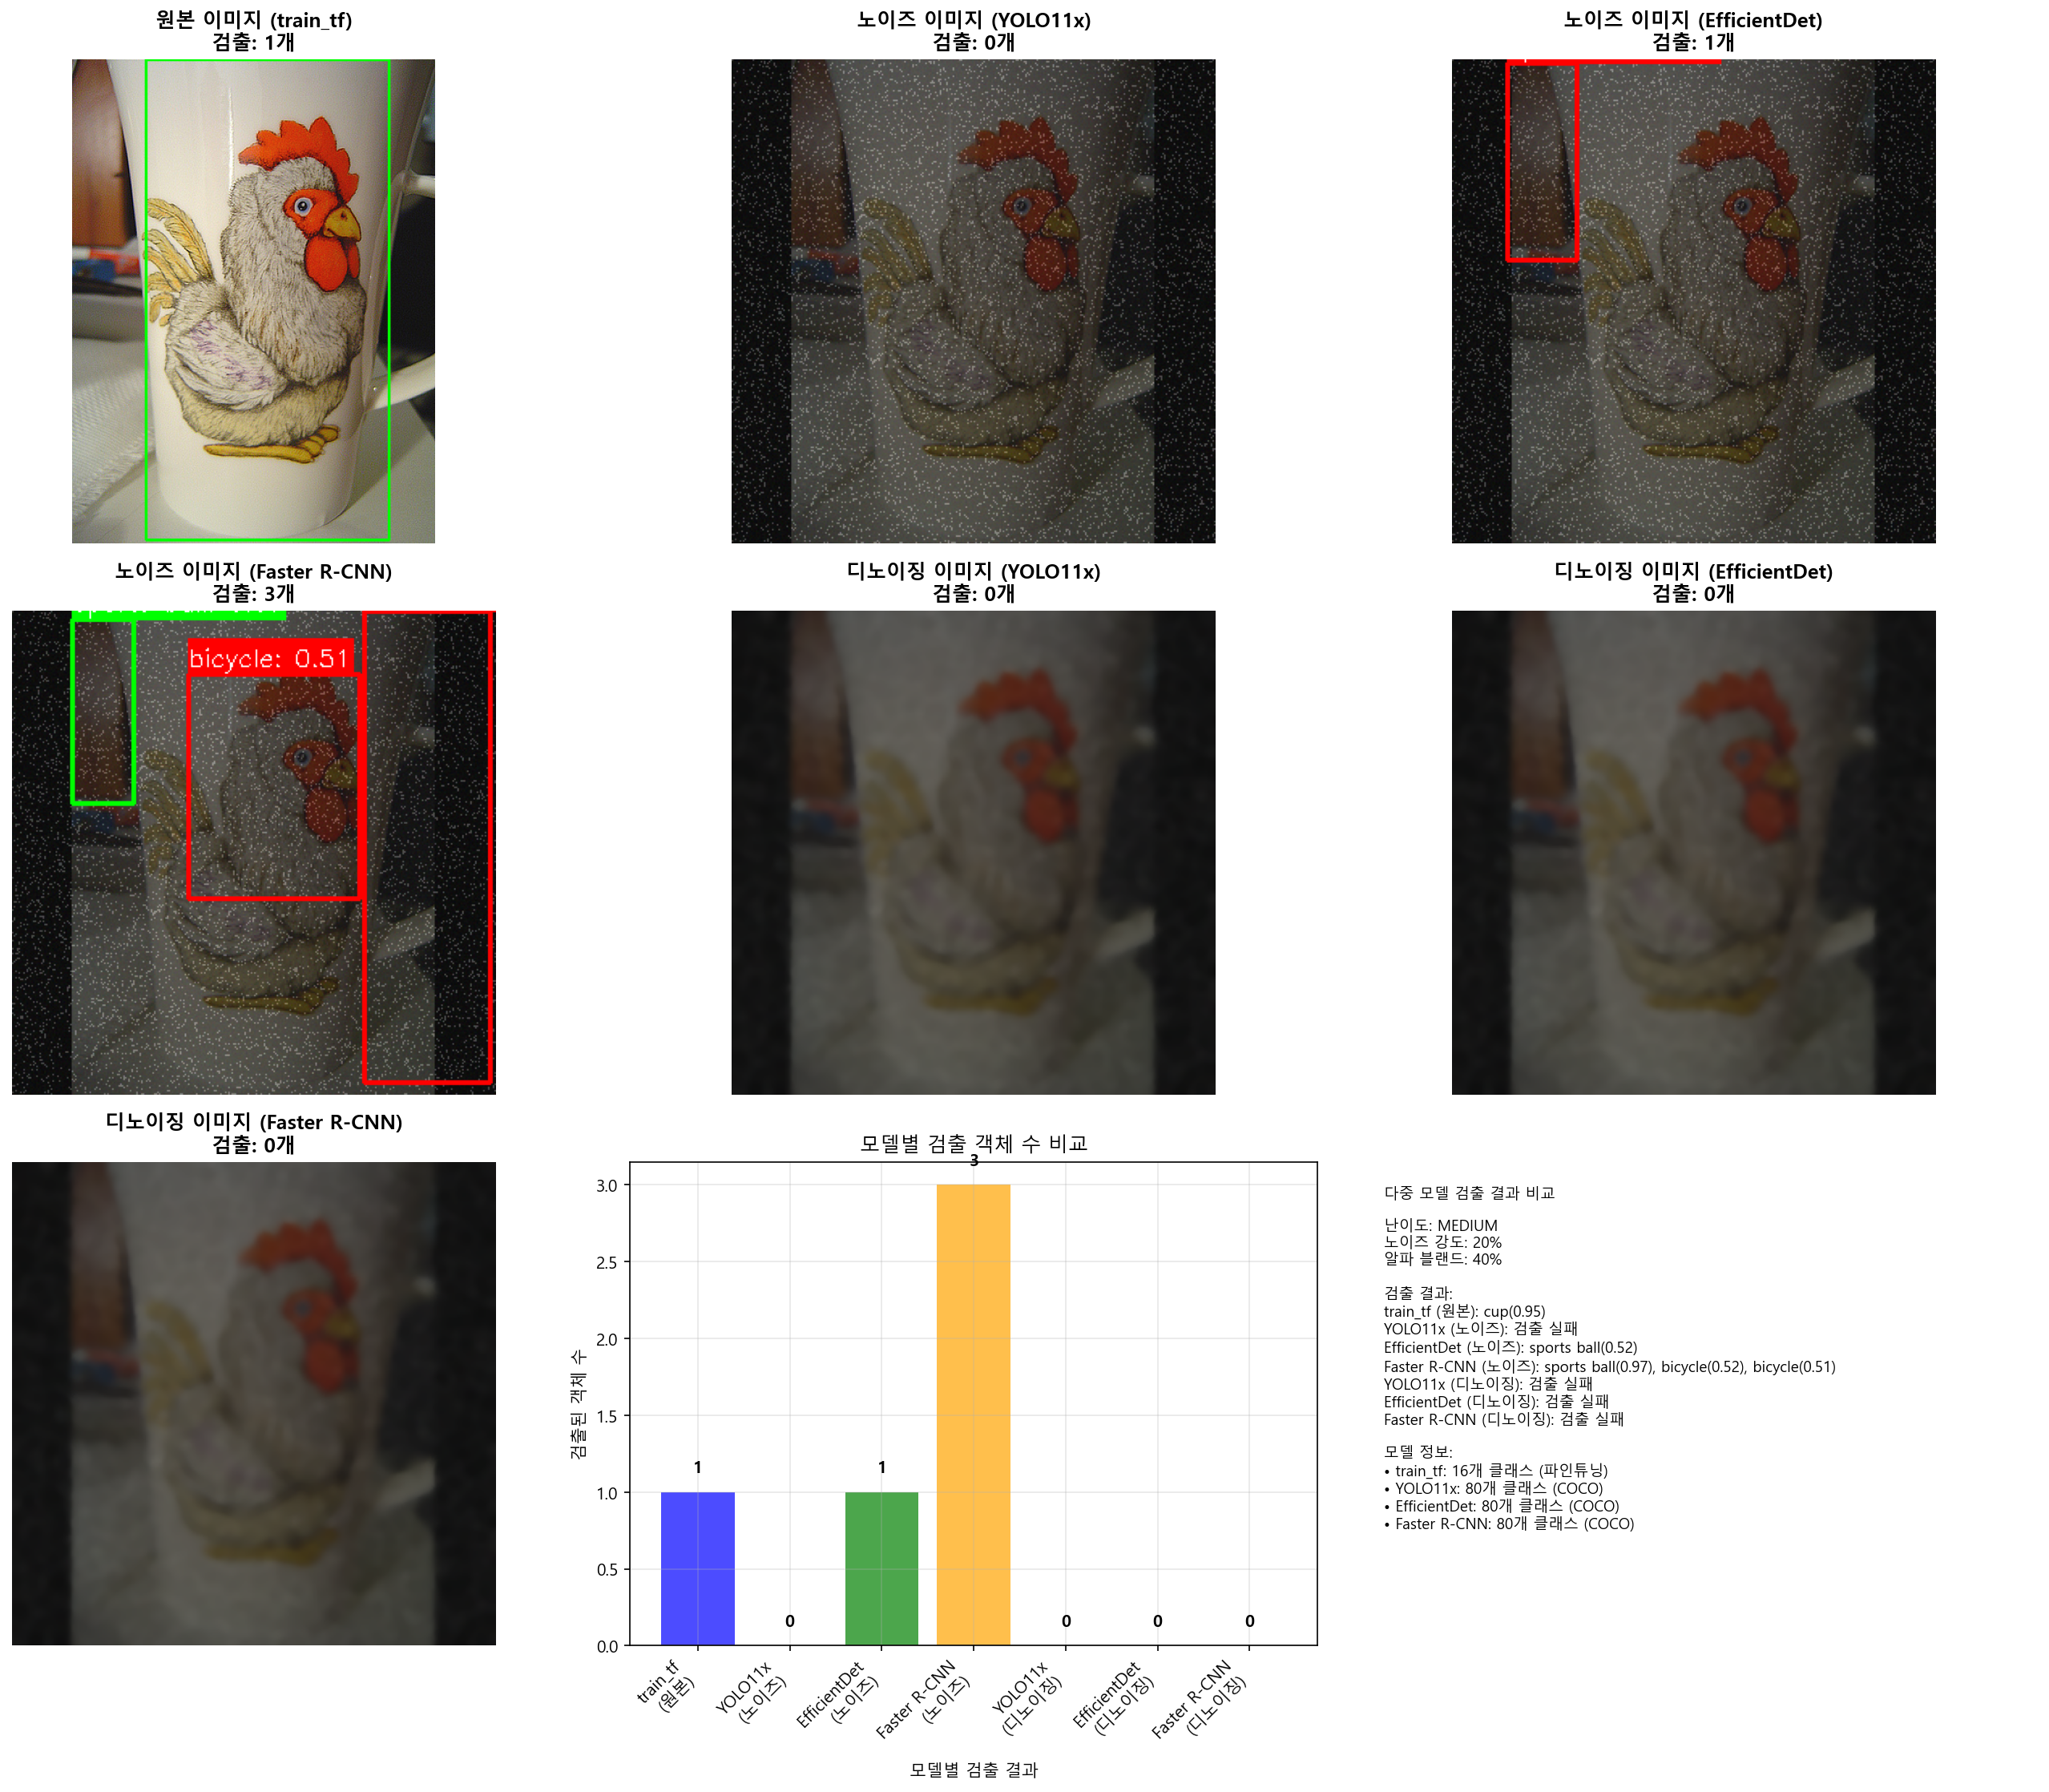 원본 이미지 (train_tf)
검출: 1개
노이즈 이미지 (YOLO11x)
검출: 0개
노이즈 이미지 (EfficientDet)
검출: 1개
노이즈 이미지 (Faster R-CNN)
검출: 3개
bicycle: 0.51
디노이징 이미지 (YOLO11x)
검출: 0개
디노이징 이미지 (EfficientDet)
검출: 0개
디노이징 이미지 (Faster R-CNN)
검출: 0개
모델별 검출 객체 수 비교
검출된 객체 수
3.0
2.5
2.0
1.5
1.0
0.5
0.0
1
0
1
3
0
0
0
train_tf
(원본)
YOLO11x
(노이즈)
EfficientDet
(노이즈)
Faster R-CNN
(노이즈)
YOLO11x
(디노이징)
EfficientDet
(디노이징)
Faster R-CNN
(디노이징)
모델별 검출 결과
다중 모델 검출 결과 비교
난이도: MEDIUM
노이즈 강도: 20%
알파 블랜드: 40%
검출 결과:
train_tf (원본): cup(0.95)
YOLO11x (노이즈): 검출 실패
EfficientDet (노이즈): sports ball(0.52)
Faster R-CNN (노이즈): sports ball(0.97), bicycle(0.52), bicycle(0.51)
YOLO11x (디노이징): 검출 실패
EfficientDet (디노이징): 검출 실패
Faster R-CNN (디노이징): 검출 실패
모델 정보:
• train_tf: 16개 클래스 (파인튜닝)
• YOLO11x: 80개 클래스 (COCO)
• EfficientDet: 80개 클래스 (COCO)
• Faster R-CNN: 80개 클래스 (COCO)